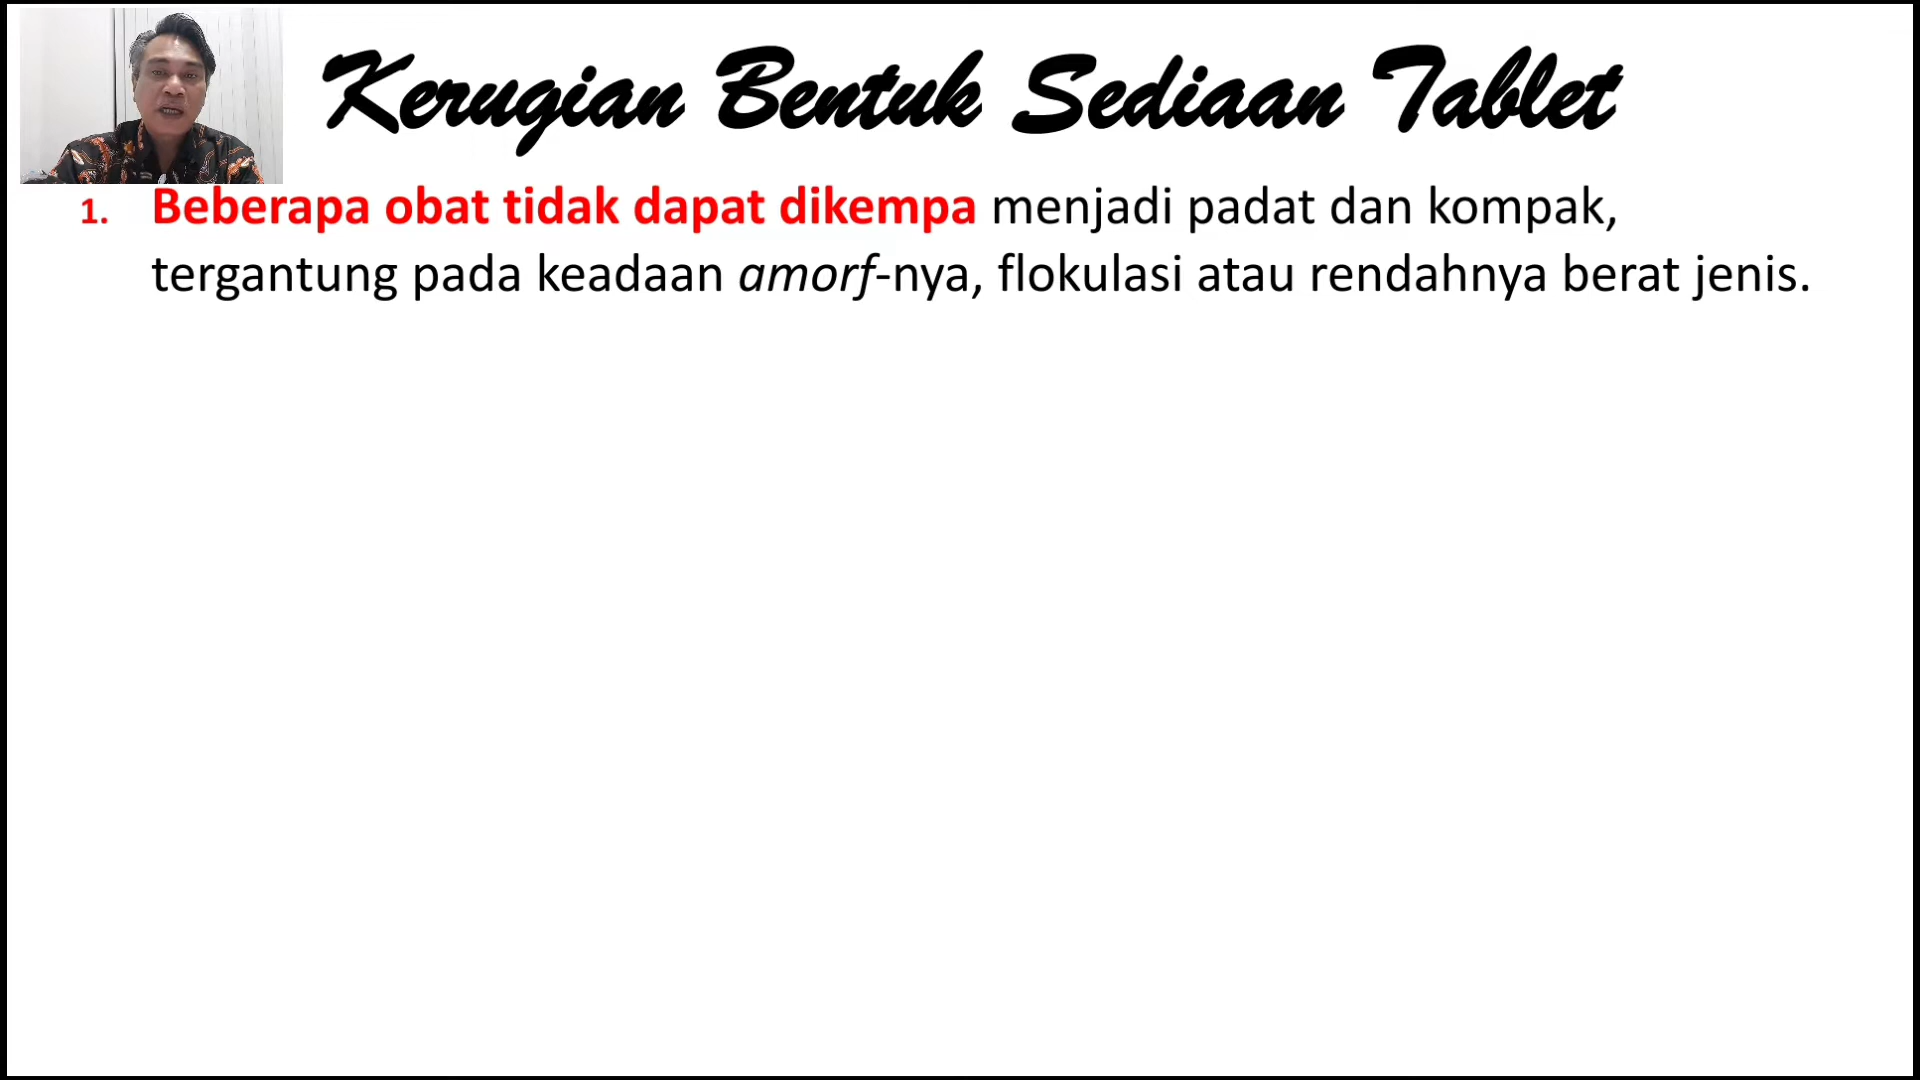 Kerugian Bentuk Sediaan Tablet
1. Beberapa obat tidak dapat dikempa menjadi padat dan kompak,
tergantung pada keadaan amorf-nya, flokulasi atau rendahnya berat jenis.